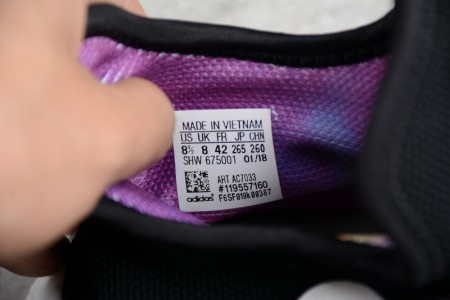 MADE IN VIETNAM
US UK FR JP CHN
8½ 8 42 265 260
SHW 675001 01/18
ART AC7033
#119557160
adidas F6SF019K00387